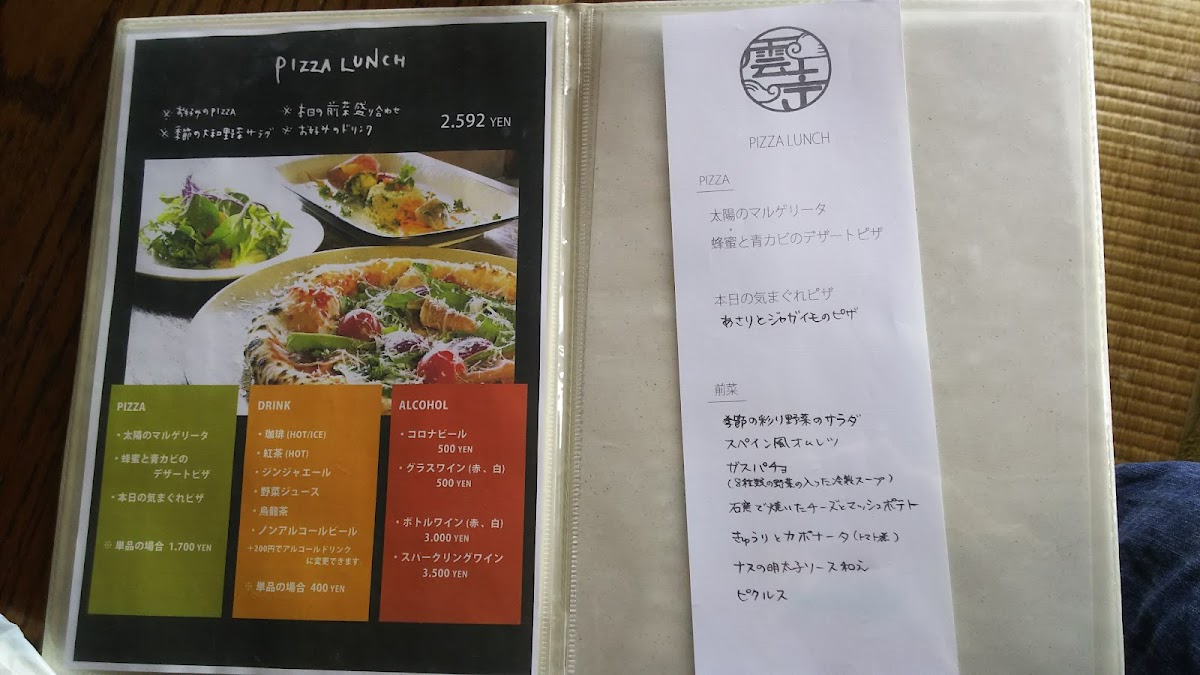 PIZZA LUNCH
※ お好みのPIZZA
※ 本日の前菜盛り合わせ
※ 季節の大和野菜サラダ
※ お好みのドリンク
2.592 YEN
PIZZA
・太陽のマルゲリータ
・蜂蜜と青カビの
デザートピザ
・本日の気まぐれピザ
※ 単品の場合 1.700 YEN
DRINK
・珈琲 (HOT/ICE)
・紅茶 (HOT)
・ジンジャエール
・野菜ジュース
・烏龍茶
・ノンアルコールビール
+200円でアルコールドリンク
に変更できます
※ 単品の場合 400 YEN
ALCOHOL
・コロナビール
500 YEN
・グラスワイン (赤、白)
500 YEN
・ボトルワイン (赤、白)
3.000 YEN
・スパークリングワイン
3,500 YEN
PIZZA LUNCH
PIZZA
太陽のマルゲリータ
蜂蜜と青カビのデザートピザ
本日の気まぐれピザ
あさりとジャガイモのピザ
前菜
季節の彩り野菜のサラダ
スペイン風オムレツ
ガスパチョ
(8種類の野菜の入った冷製スープ)
石窯で焼いたチーズとマッシュポテト
きゅうりとカポナータ(トマト煮)
ナスの明太子ソース和え
ピクルス